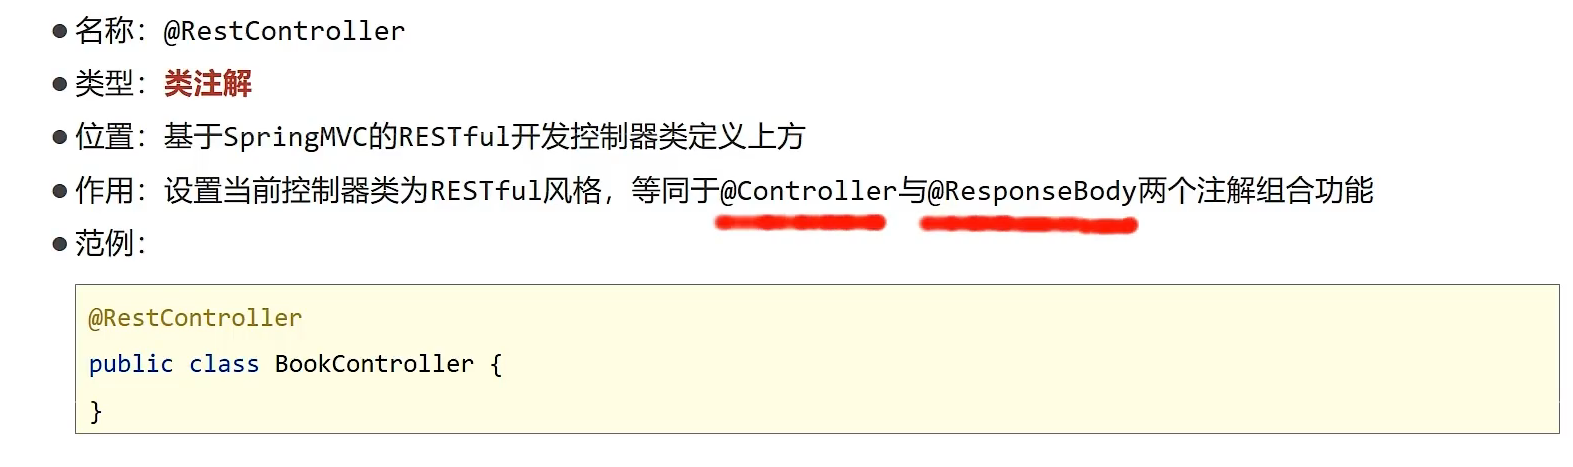 ● 名称：@RestController
● 类型：类注解
● 位置：基于SpringMVC的RESTful开发控制器类定义上方
● 作用：设置当前控制器类为RESTful风格，等同于@Controller与@ResponseBody两个注解组合功能
● 范例：
@RestController
public class BookController {
}